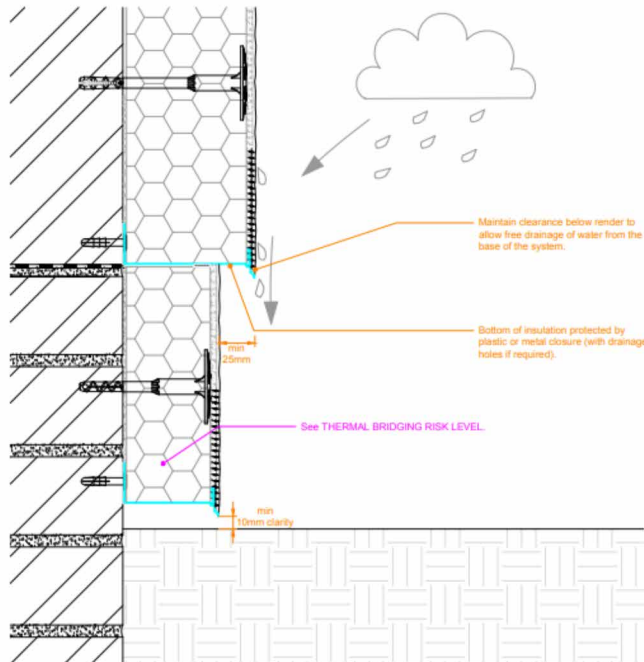 Maintain clearance below render to
allow free drainage of water from the
base of the system.
Bottom of insulation protected by
plastic or metal closure (with drainage
holes if required).
min
25mm
See THERMAL BRIDGING RISK LEVEL.
min
10mm clarity